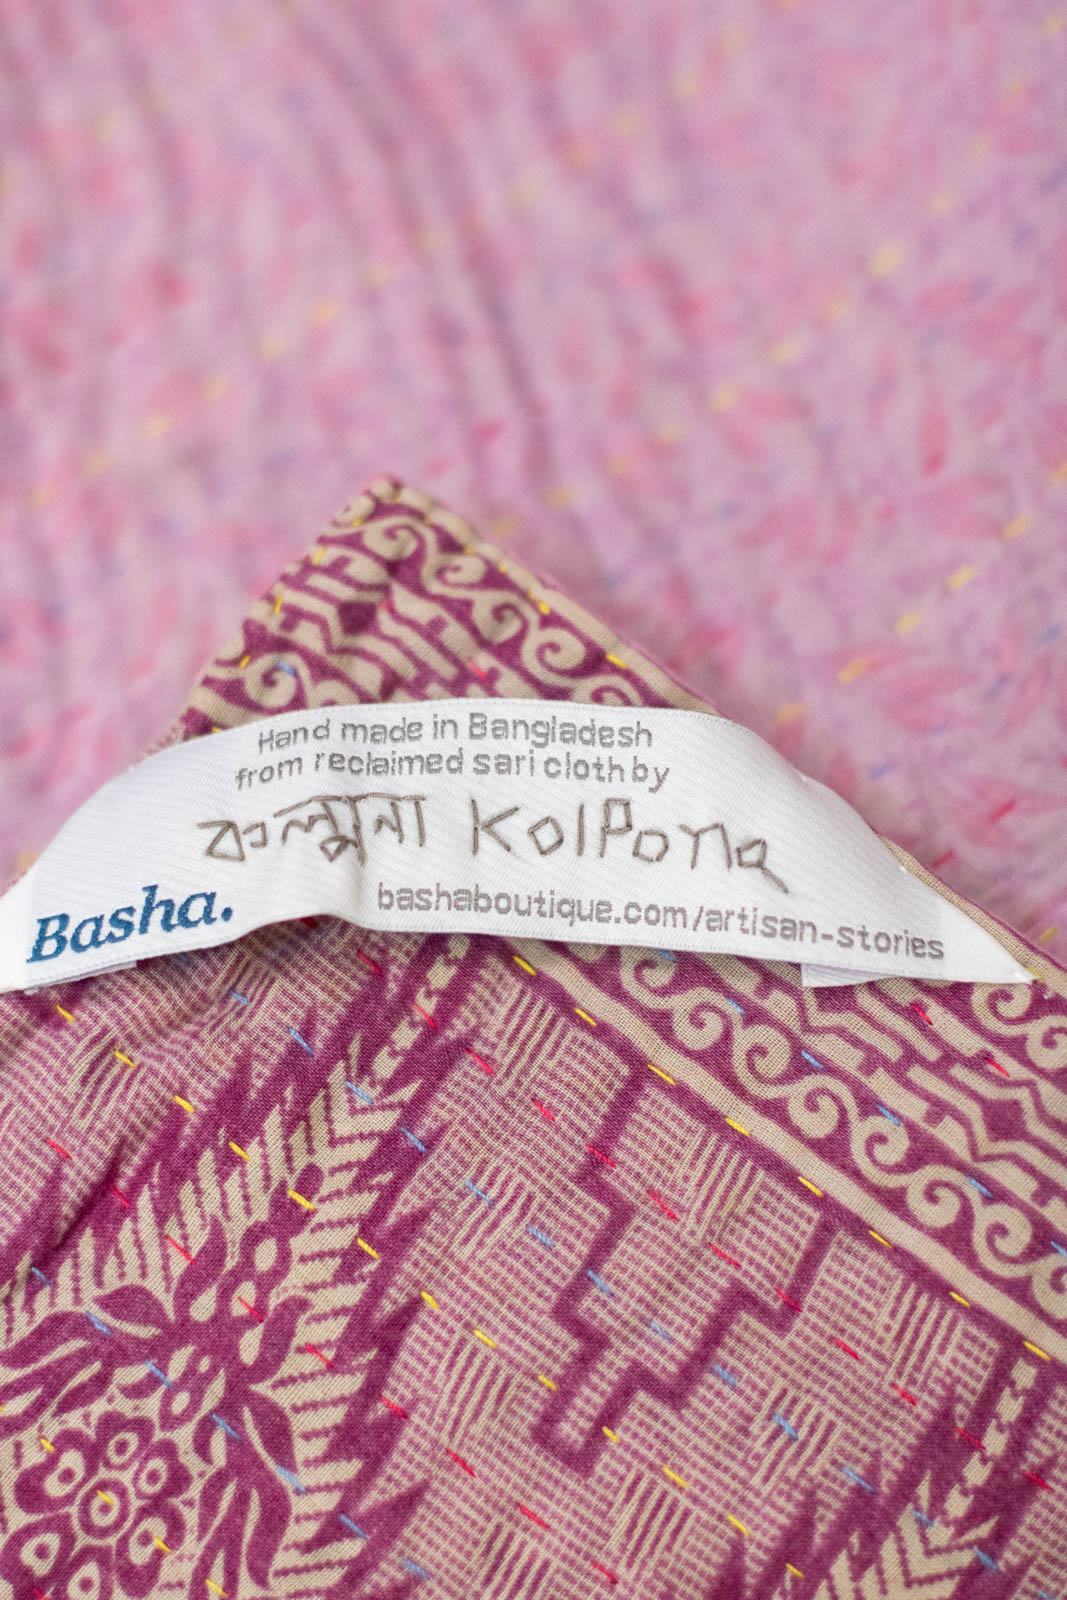 Hand made in Bangladesh
from reclaimed sari cloth by
কল্পনা Kolpona
Basha.
bashaboutique.com/artisan-stories